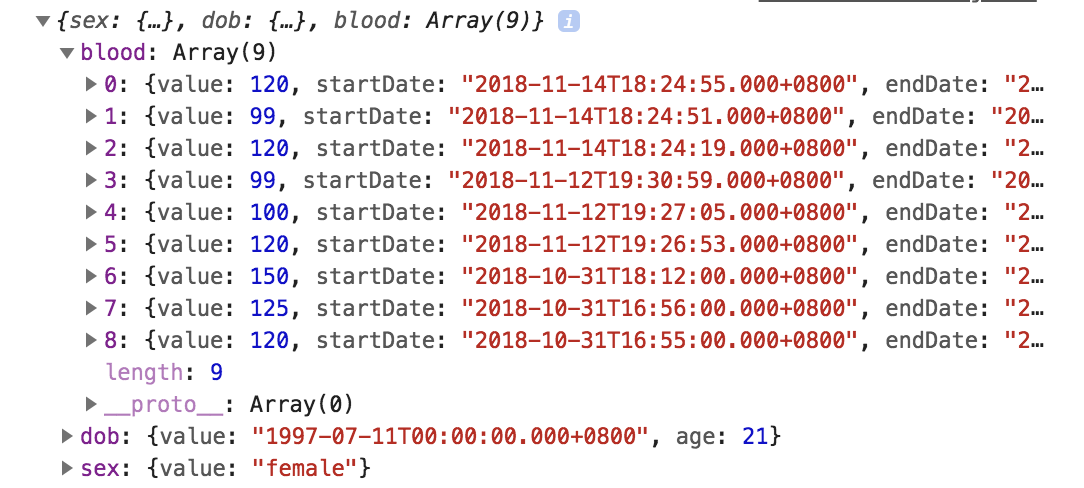 {sex: {…}, dob: {…}, blood: Array(9)} i
blood: Array(9)
0: {value: 120, startDate: "2018-11-14T18:24:55.000+0800", endDate: "2…
1: {value: 99, startDate: "2018-11-14T18:24:51.000+0800", endDate: "20…
2: {value: 120, startDate: "2018-11-14T18:24:19.000+0800", endDate: "2…
3: {value: 99, startDate: "2018-11-12T19:30:59.000+0800", endDate: "20…
4: {value: 100, startDate: "2018-11-12T19:27:05.000+0800", endDate: "2…
5: {value: 120, startDate: "2018-11-12T19:26:53.000+0800", endDate: "2…
6: {value: 150, startDate: "2018-10-31T18:12:00.000+0800", endDate: "2…
7: {value: 125, startDate: "2018-10-31T16:56:00.000+0800", endDate: "2…
8: {value: 120, startDate: "2018-10-31T16:55:00.000+0800", endDate: "2…
length: 9
__proto__: Array(0)
dob: {value: "1997-07-11T00:00:00.000+0800", age: 21}
sex: {value: "female"}